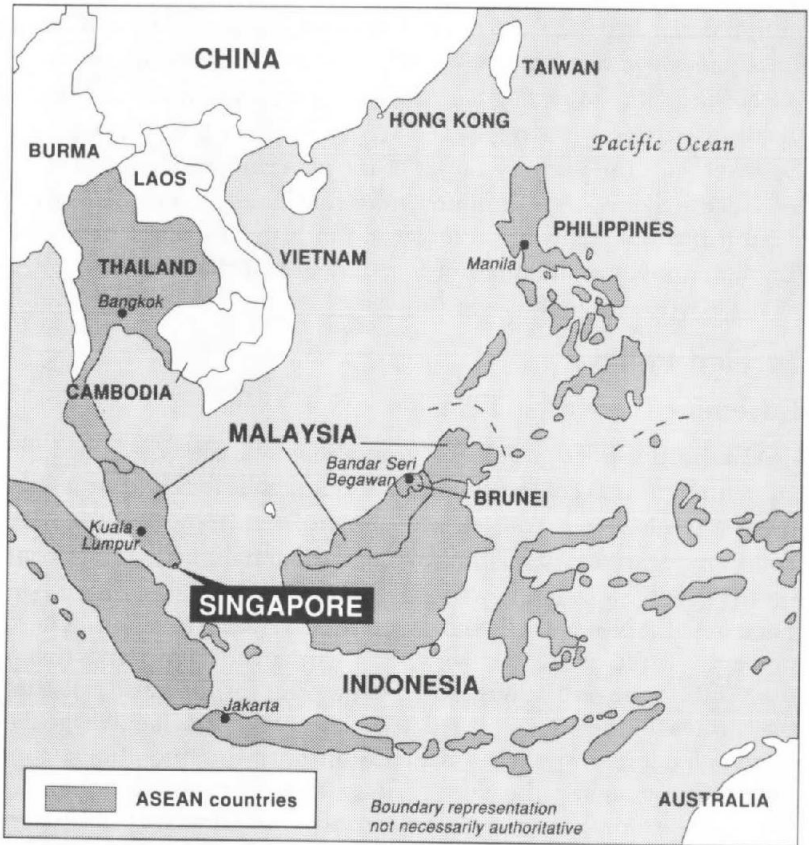 CHINA
TAIWAN
HONG KONG
Pacific Ocean
BURMA
LAOS
VIETNAM
PHILIPPINES
Manila
THAILAND
Bangkok
CAMBODIA
MALAYSIA
Bandar Seri
Begawan
BRUNEI
Kuala
Lumpur
SINGAPORE
INDONESIA
Jakarta
ASEAN countries
Boundary representation
not necessarily authoritative
AUSTRALIA